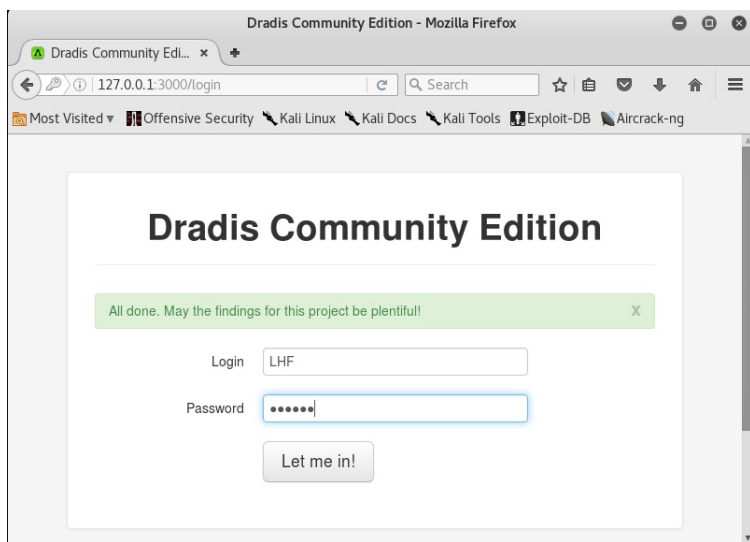 Dradis Community Edition - Mozilla Firefox
Dradis Community Edi... × +
127.0.0.1:3000/login Search
Most Visited Offensive Security Kali Linux Kali Docs Kali Tools Exploit-DB Aircrack-ng
Dradis Community Edition
All done. May the findings for this project be plentiful! x
Login LHF
Password ••••••
Let me in!